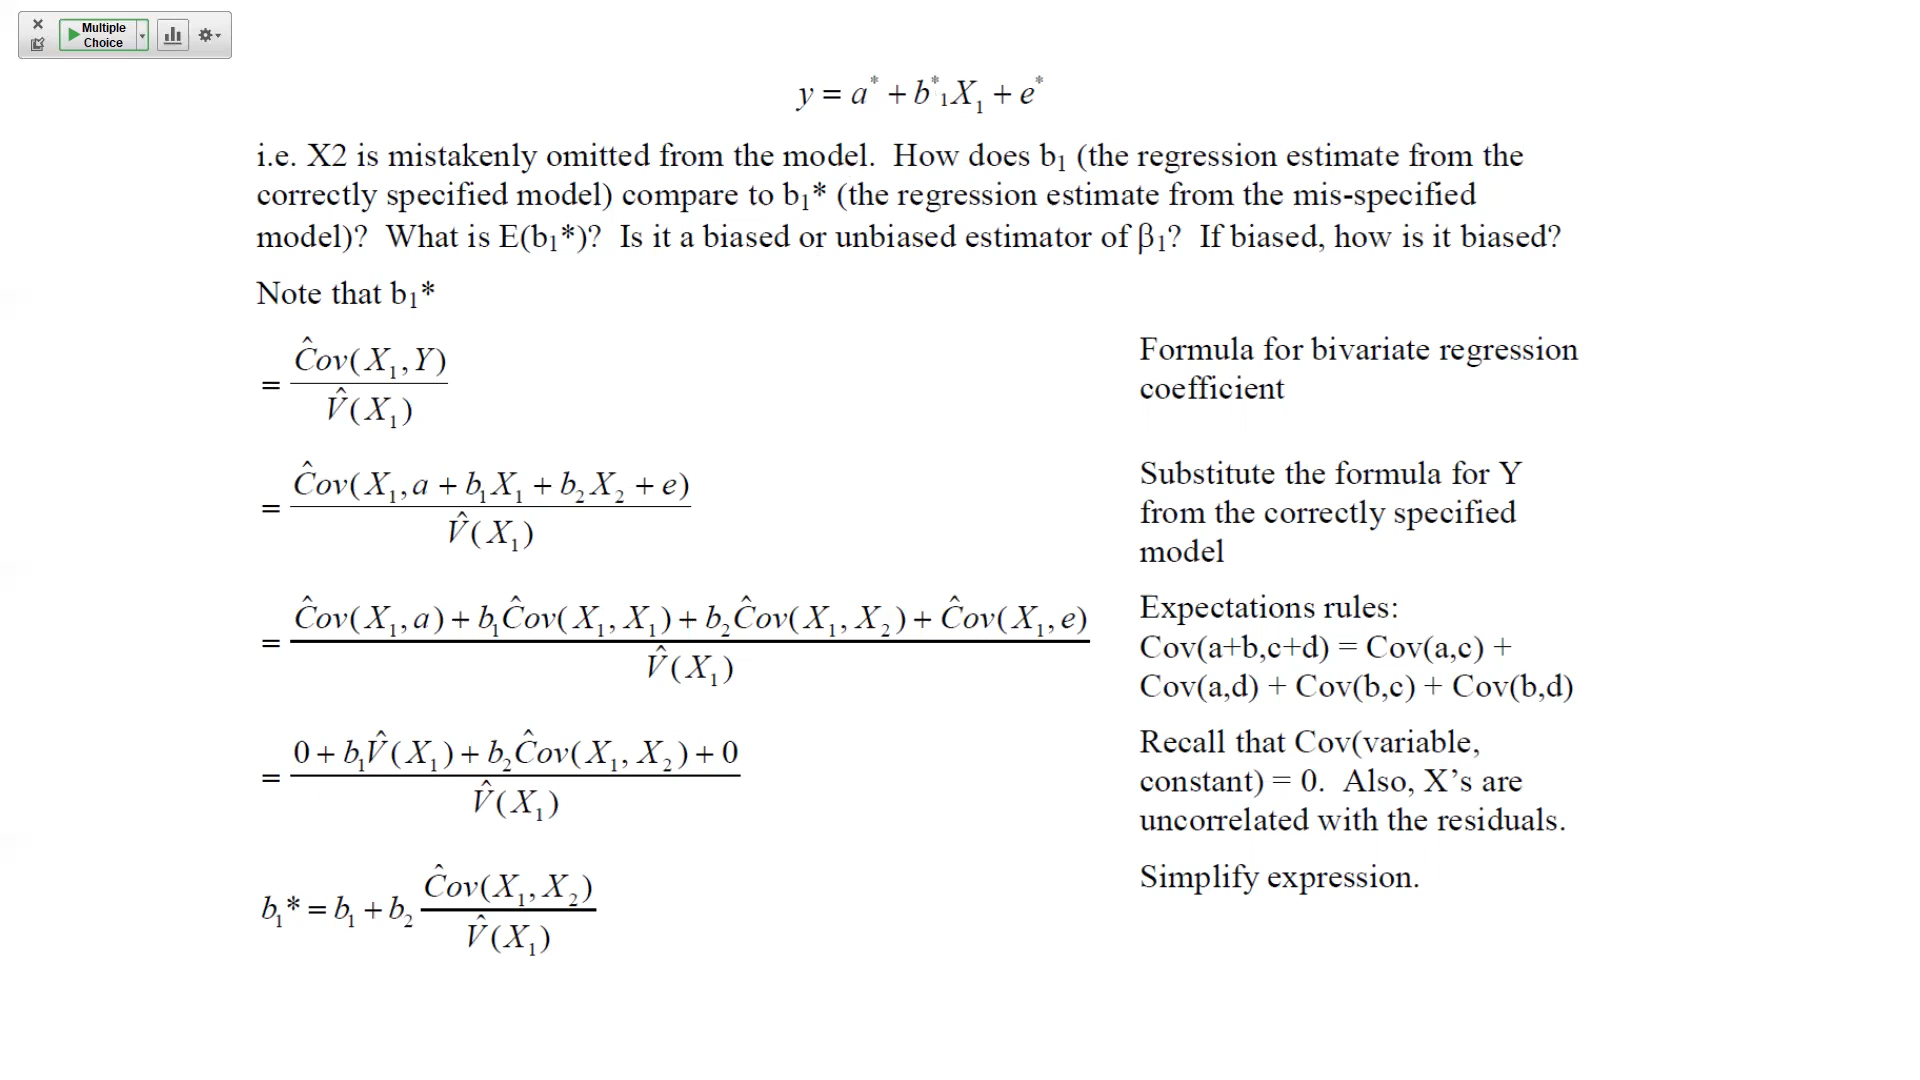 Multiple
Choice
y = a* + b*₁X₁ + e*
i.e. X2 is mistakenly omitted from the model. How does b₁ (the regression estimate from the
correctly specified model) compare to b₁* (the regression estimate from the mis-specified
model)? What is E(b₁*)? Is it a biased or unbiased estimator of β₁? If biased, how is it biased?
Note that b₁*
= Ĉov(X₁, Y) / V̂(X₁)
Formula for bivariate regression
coefficient
= Ĉov(X₁, a + b₁X₁ + b₂X₂ + e) / V̂(X₁)
Substitute the formula for Y
from the correctly specified
model
= Ĉov(X₁, a) + b₁Ĉov(X₁, X₁) + b₂Ĉov(X₁, X₂) + Ĉov(X₁, e) / V̂(X₁)
Expectations rules:
Cov(a+b,c+d) = Cov(a,c) +
Cov(a,d) + Cov(b,c) + Cov(b,d)
= 0 + b₁V̂(X₁) + b₂Ĉov(X₁, X₂) + 0 / V̂(X₁)
Recall that Cov(variable,
constant) = 0. Also, X’s are
uncorrelated with the residuals.
b₁* = b₁ + b₂ Ĉov(X₁, X₂) / V̂(X₁)
Simplify expression.